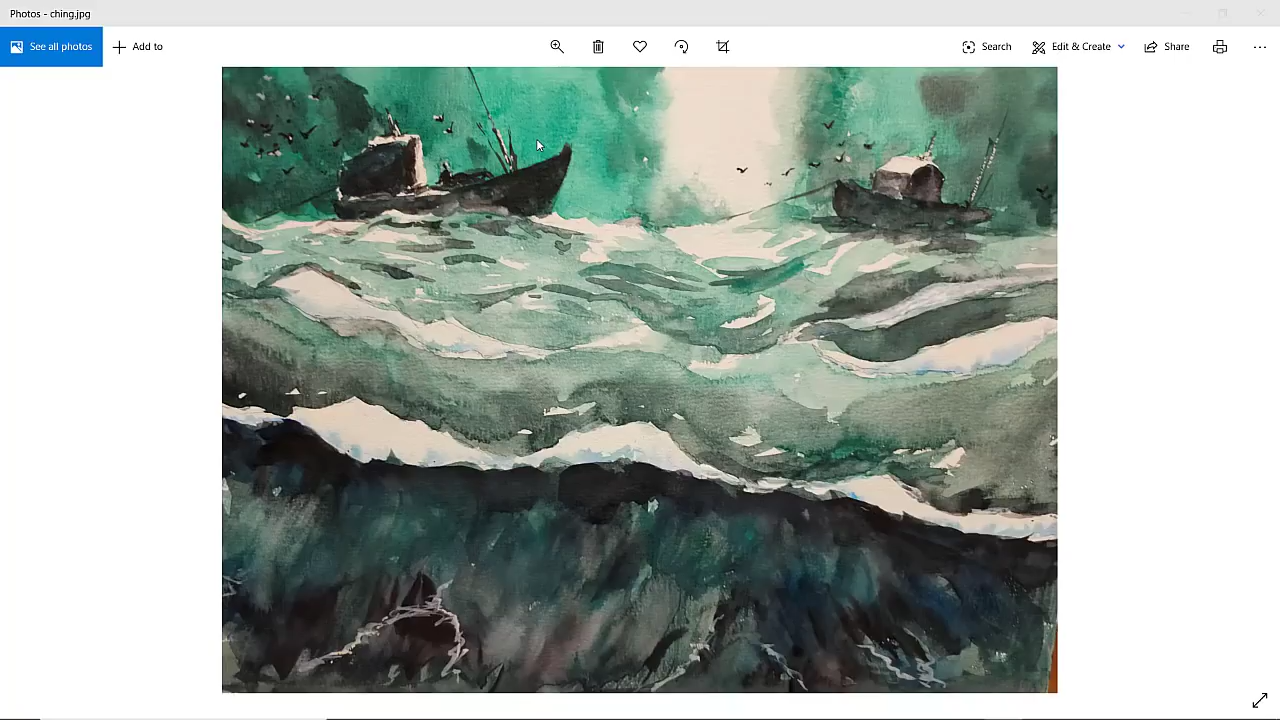 Photos - ching.jpg
See all photos
Add to
Search
Edit & Create
Share